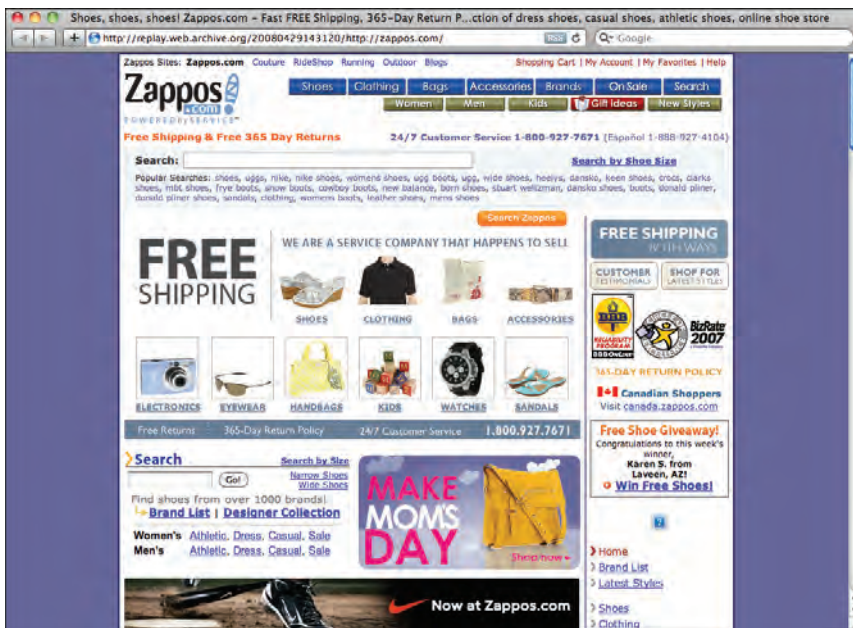 Shoes, shoes, shoes! Zappos.com - Fast FREE Shipping, 365-Day Return P...ction of dress shoes, casual shoes, athletic shoes, online shoe store
http://replay.web.archive.org/20080429143120/http://zappos.com/
RSS
Google
Zappos Sites: Zappos.com Couture RideShop Running Outdoor Blogs
Shopping Cart | My Account | My Favorites | Help
Zappos
.com
POWERED by SERVICE
Shoes Clothing Bags Accessories Brands On Sale Search
Women Men Kids Gift Ideas New Styles
Free Shipping & Free 365 Day Returns
24/7 Customer Service 1-800-927-7671 (Español 1-888-927-4104)
Search:
Search by Shoe Size
Popular Searches: shoes, uggs, nike, nike shoes, womens shoes, ugg boots, ugg, wide shoes, heelys, dansko, keen shoes, crocs, clarks
shoes, mbt shoes, frye boots, snow boots, cowboy boots, new balance, born shoes, stuart weitzman, dansko shoes, boots, donald pliner,
donald pliner shoes, sandals, clothing, womens boots, leather shoes, mens shoes
Search Zappos
FREE
SHIPPING
WE ARE A SERVICE COMPANY THAT HAPPENS TO SELL
SHOES CLOTHING BAGS ACCESSORIES
ELECTRONICS EYEWEAR HANDBAGS KIDS WATCHES SANDALS
Free Returns 365-Day Return Policy 24/7 Customer Service 1.800.927.7671
FREE SHIPPING
BOTH WAYS
CUSTOMER
TESTIMONIALS
SHOP FOR
LATEST STYLES
BBB
RELIABILITY
PROGRAM
BBBOnLine
BizRate
2007
365-DAY RETURN POLICY
Canadian Shoppers
Visit canada.zappos.com
Free Shoe Giveaway!
Congratulations to this week's
winner,
Karen S. from
Laveen, AZ!
Win Free Shoes!
Search
Search by Size
Go!
Narrow Shoes
Wide Shoes
Find shoes from over 1000 brands!
Brand List | Designer Collection
Women's Athletic, Dress, Casual, Sale
Men's Athletic, Dress, Casual, Sale
MAKE
MOM'S
DAY
Shop now
Now at Zappos.com
?
Home
Brand List
Latest Styles
Shoes
Clothing